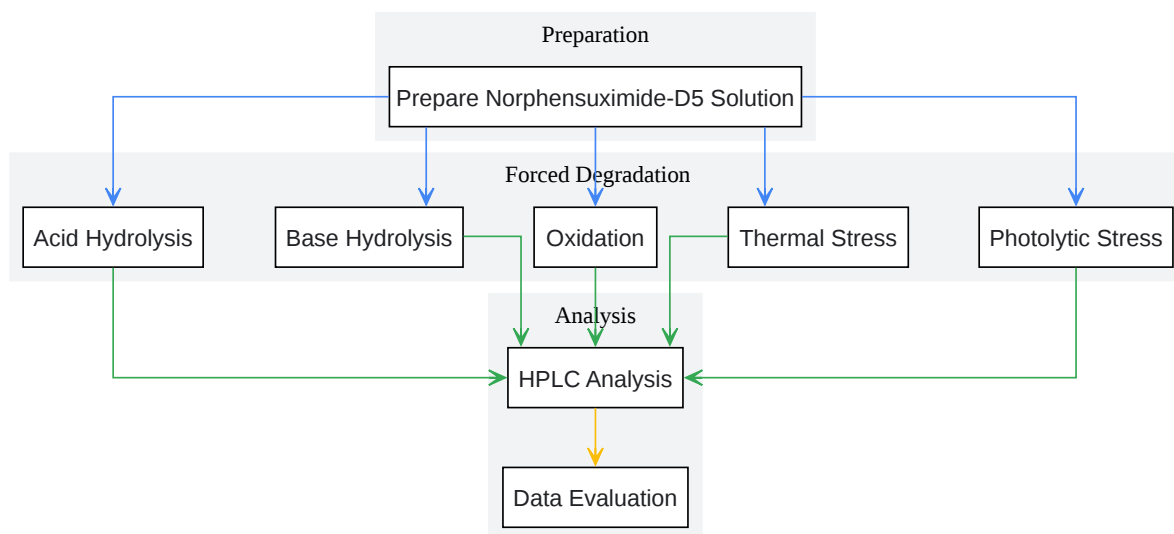 Preparation
Prepare Norphensuximide-D5 Solution
Forced Degradation
Acid Hydrolysis
Base Hydrolysis
Oxidation
Thermal Stress
Photolytic Stress
Analysis
HPLC Analysis
Data Evaluation